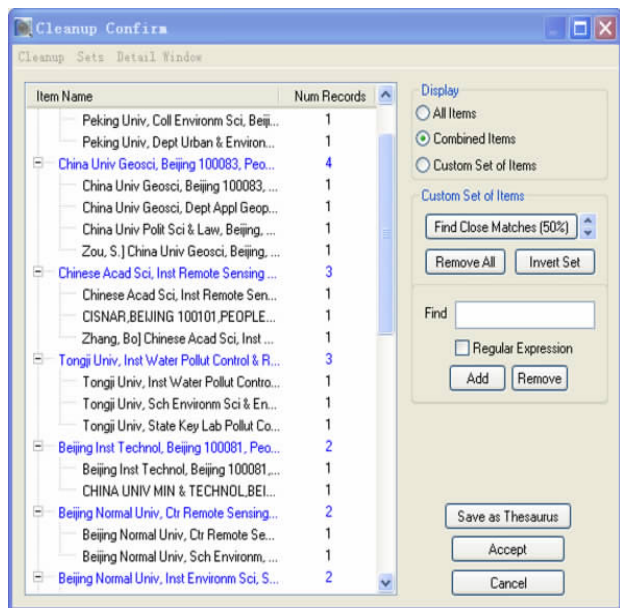 Cleanup Confirm
Cleanup Sets Detail Window
Item Name Num Records
Peking Univ, Coll Environm Sci, Beiji... 1
Peking Univ, Dept Urban & Environ... 1
China Univ Geosci, Beijing 100083, Peo... 4
China Univ Geosci, Beijing 100083, ... 1
China Univ Geosci, Dept Appl Geop... 1
China Univ Polit Sci & Law, Beijing, ... 1
Zou, S.] China Univ Geosci, Beijing, ... 1
Chinese Acad Sci, Inst Remote Sensing ... 3
Chinese Acad Sci, Inst Remote Sen... 1
CISNAR,BEIJING 100101,PEOPLE... 1
Zhang, Bo] Chinese Acad Sci, Inst ... 1
Tongji Univ, Inst Water Pollut Control & R... 3
Tongji Univ, Inst Water Pollut Contro... 1
Tongji Univ, Sch Environm Sci & En... 1
Tongji Univ, State Key Lab Pollut Co... 1
Beijing Inst Technol, Beijing 100081, Peo... 2
Beijing Inst Technol, Beijing 100081,... 1
CHINA UNIV MIN & TECHNOL,BEI... 1
Beijing Normal Univ, Ctr Remote Sensing... 2
Beijing Normal Univ, Ctr Remote Se... 1
Beijing Normal Univ, Sch Environm, ... 1
Beijing Normal Univ, Inst Environm Sci, S... 2
Display
All Items
Combined Items
Custom Set of Items
Custom Set of Items
Find Close Matches (50%)
Remove All Invert Set
Find
Regular Expression
Add Remove
Save as Thesaurus
Accept
Cancel